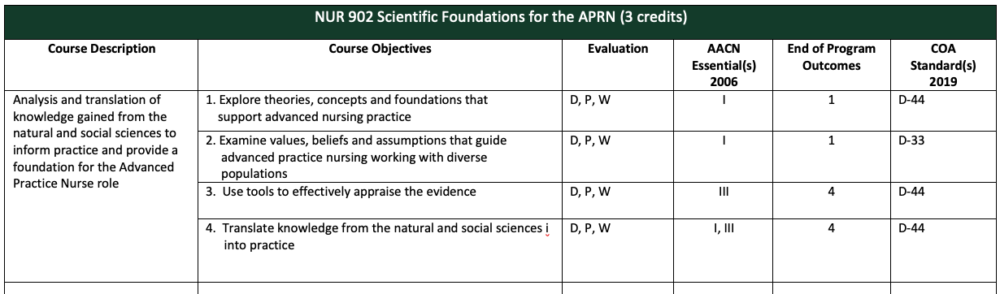 NUR 902 Scientific Foundations for the APRN (3 credits)
Course Description
Course Objectives
Evaluation
AACN
Essential(s)
2006
End of Program
Outcomes
COA
Standard(s)
2019
Analysis and translation of
knowledge gained from the
natural and social sciences to
inform practice and provide a
foundation for the Advanced
Practice Nurse role
1. Explore theories, concepts and foundations that
support advanced nursing practice
D, P, W
I
1
D-44
2. Examine values, beliefs and assumptions that guide
advanced practice nursing working with diverse
populations
D, P, W
I
1
D-33
3. Use tools to effectively appraise the evidence
D, P, W
III
4
D-44
4. Translate knowledge from the natural and social sciences i
into practice
D, P, W
I, III
4
D-44